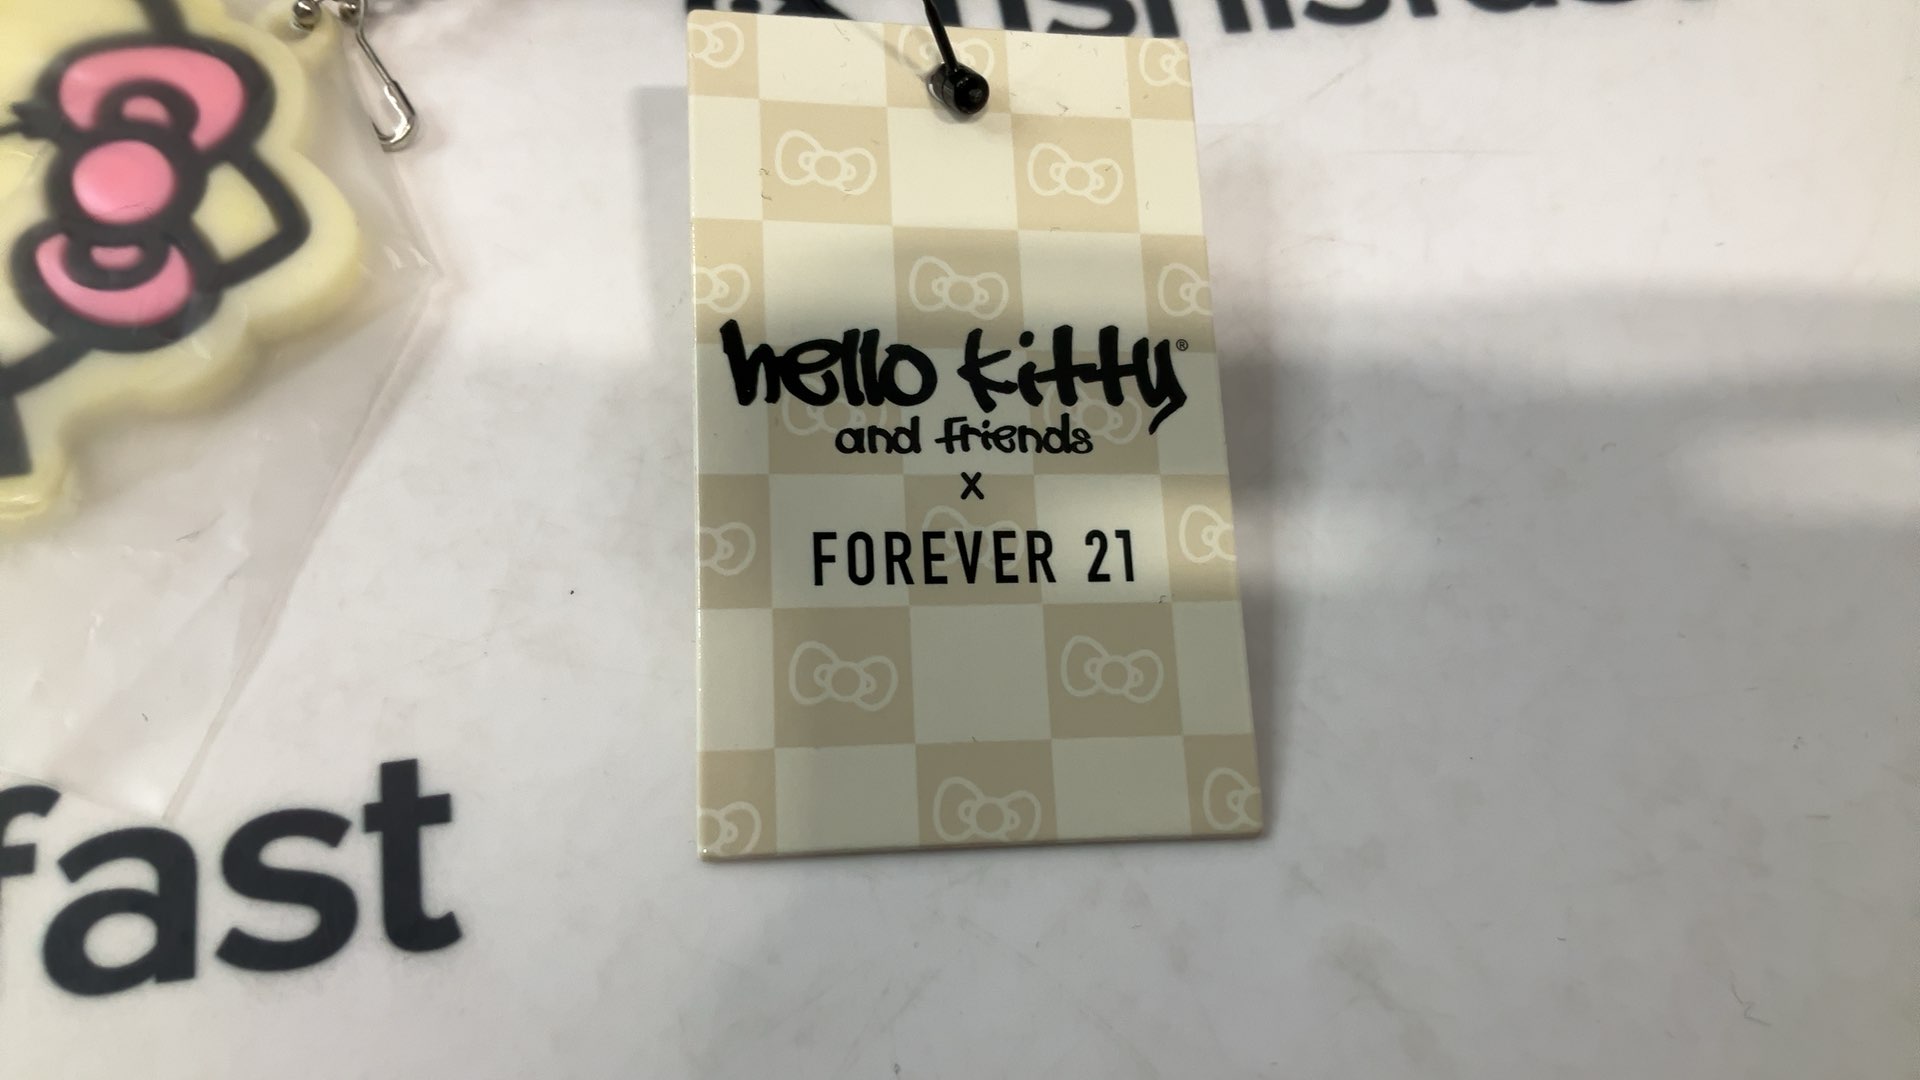 hello kitty®
and friends
x
FOREVER 21
fast